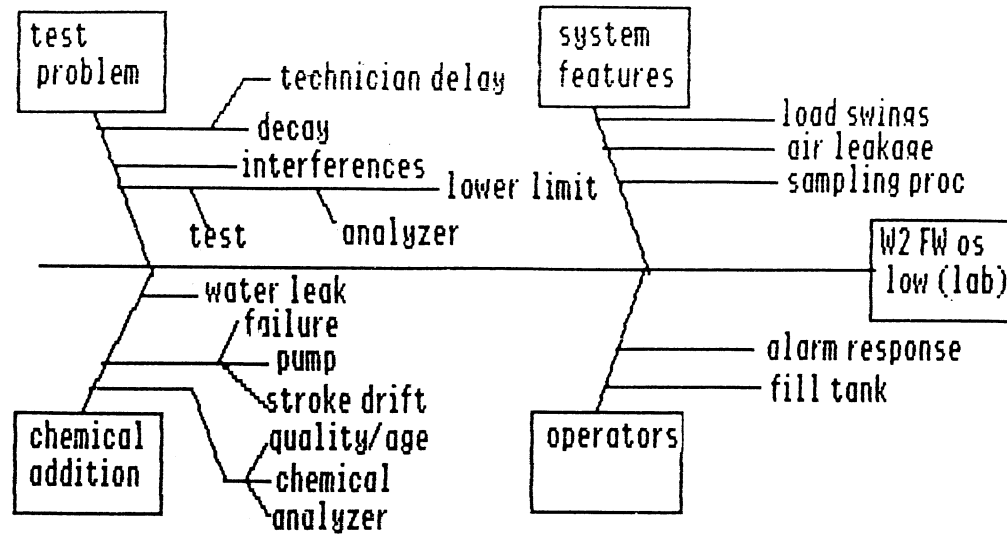 test
problem
technician delay
decay
interferences
lower limit
test
analyzer
system
features
load swings
air leakage
sampling proc
W2 FW os
low (lab)
water leak
failure
pump
stroke drift
quality/age
chemical
analyzer
chemical
addition
alarm response
fill tank
operators